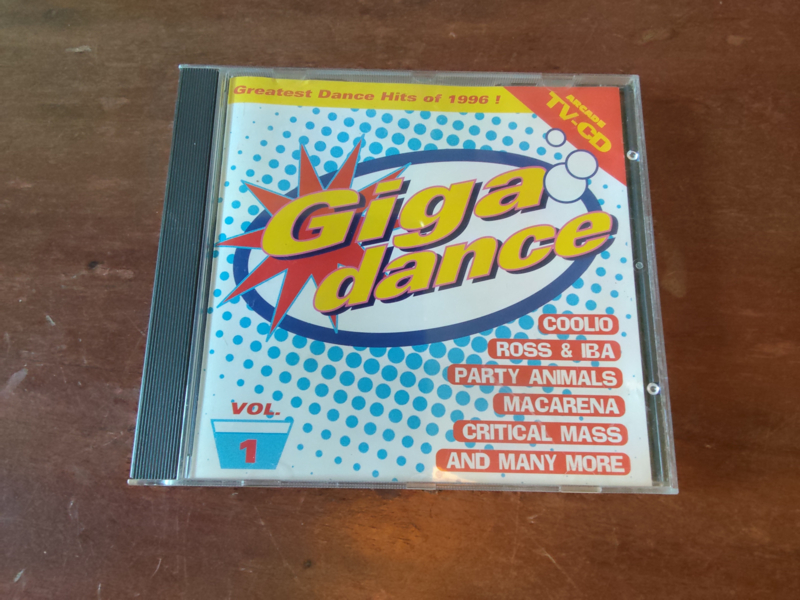 Greatest Dance Hits of 1996 !
ARCADE
TV-CD
Giga
dance
COOLIO
ROSS & IBA
PARTY ANIMALS
MACARENA
CRITICAL MASS
AND MANY MORE
VOL.
1